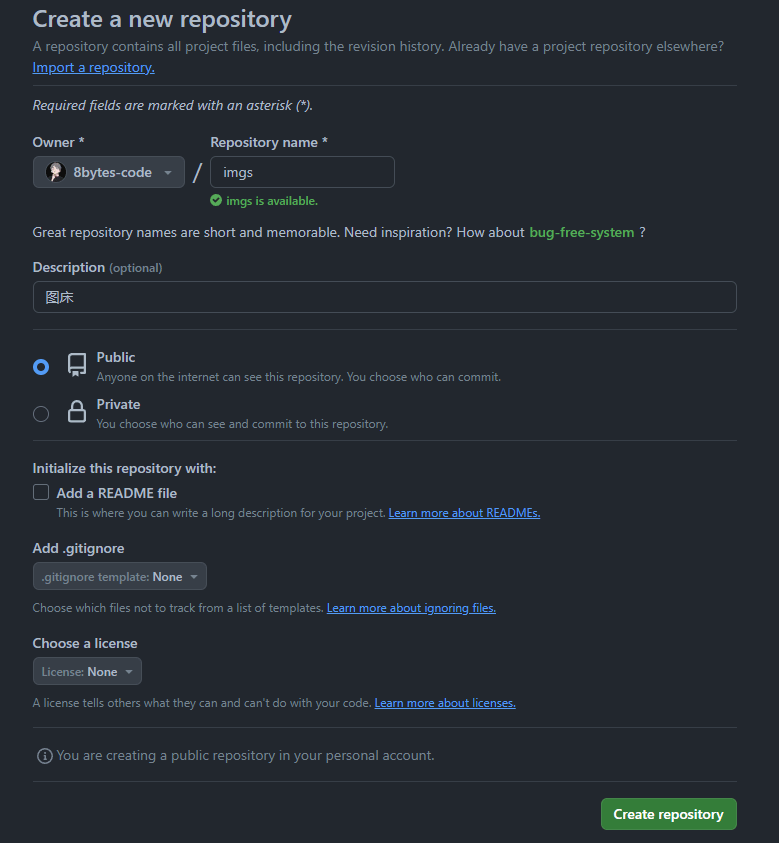 Create a new repository
A repository contains all project files, including the revision history. Already have a project repository elsewhere?
Import a repository.
Required fields are marked with an asterisk (*).
Owner * Repository name *
8bytes-code / imgs
imgs is available.
Great repository names are short and memorable. Need inspiration? How about bug-free-system ?
Description (optional)
图床
Public
Anyone on the internet can see this repository. You choose who can commit.
Private
You choose who can see and commit to this repository.
Initialize this repository with:
Add a README file
This is where you can write a long description for your project. Learn more about READMEs.
Add .gitignore
.gitignore template: None
Choose which files not to track from a list of templates. Learn more about ignoring files.
Choose a license
License: None
A license tells others what they can and can't do with your code. Learn more about licenses.
You are creating a public repository in your personal account.
Create repository